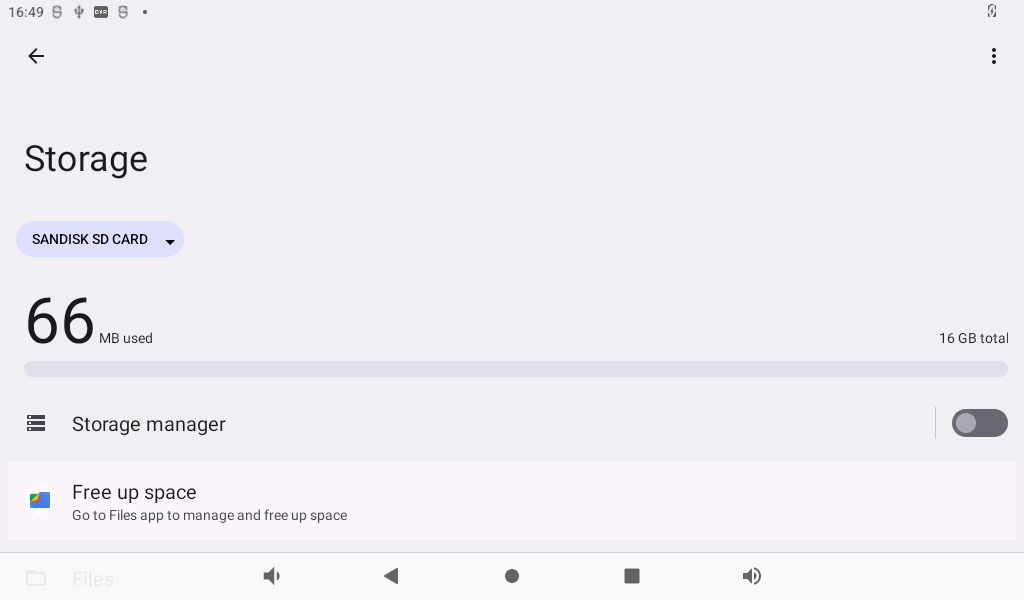 16:49
DVR
Storage
SANDISK SD CARD
66 MB used
16 GB total
Storage manager
Free up space
Go to Files app to manage and free up space
Files